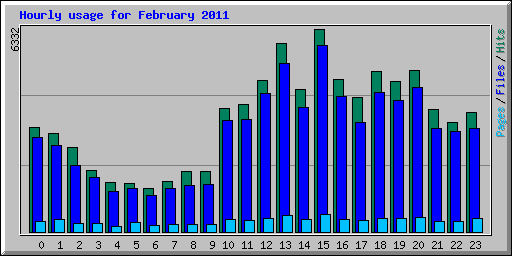 Hourly usage for February 2011
6332
Pages / Files / Hits
0 1 2 3 4 5 6 7 8 9 10 11 12 13 14 15 16 17 18 19 20 21 22 23